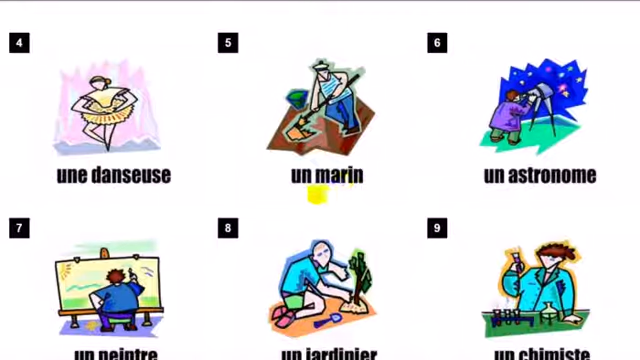 4
5
6
une danseuse
un marin
un astronome
7
8
9
un peintre
un jardinier
un chimiste